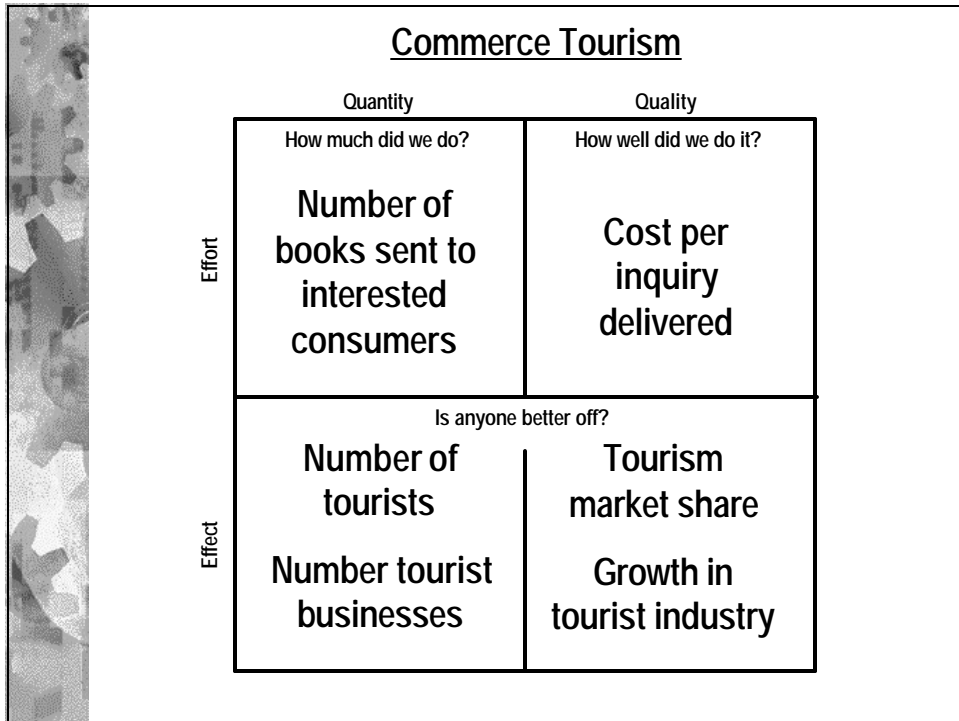 Commerce Tourism
Quantity
Quality
How much did we do?
How well did we do it?
Effort
Number of
books sent to
interested
consumers
Cost per
inquiry
delivered
Is anyone better off?
Effect
Number of
tourists
Number tourist
businesses
Tourism
market share
Growth in
tourist industry